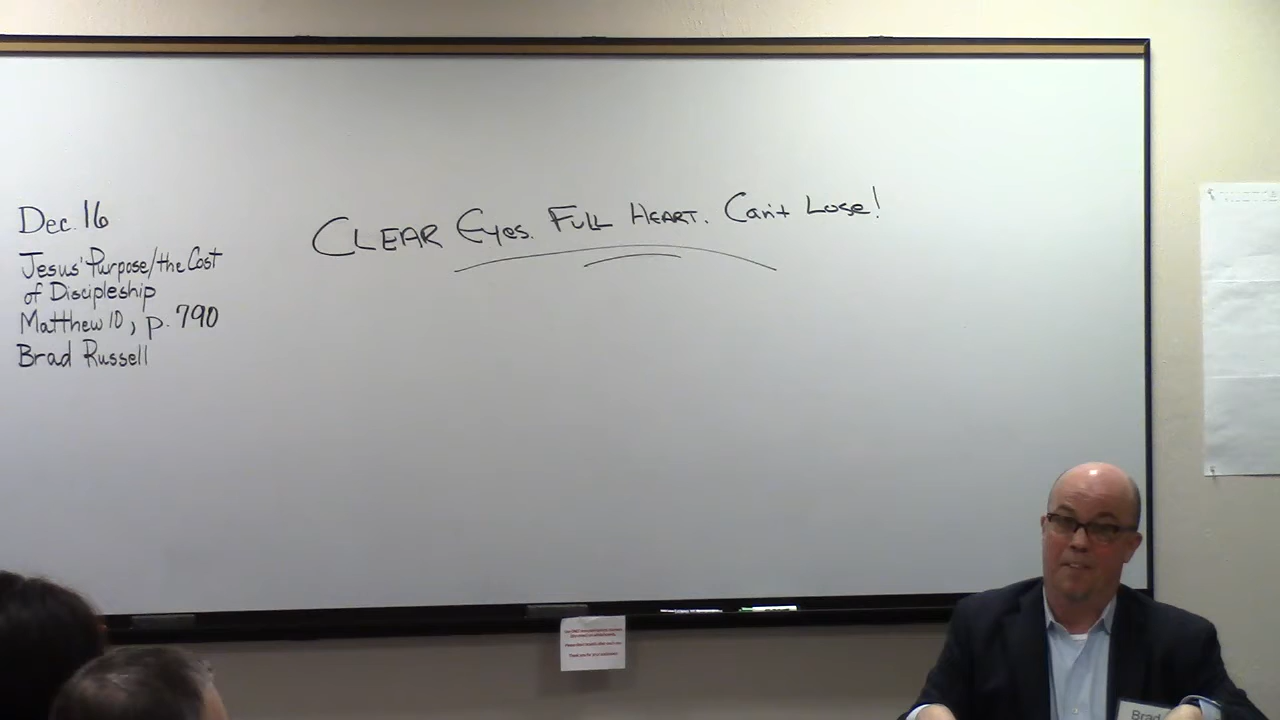 Dec. 16
Jesus' Purpose/the Cost
of Discipleship
Matthew 10, p. 790
Brad Russell
CLEAR Eyes. FULL HEART. Can't Lose!
Brad